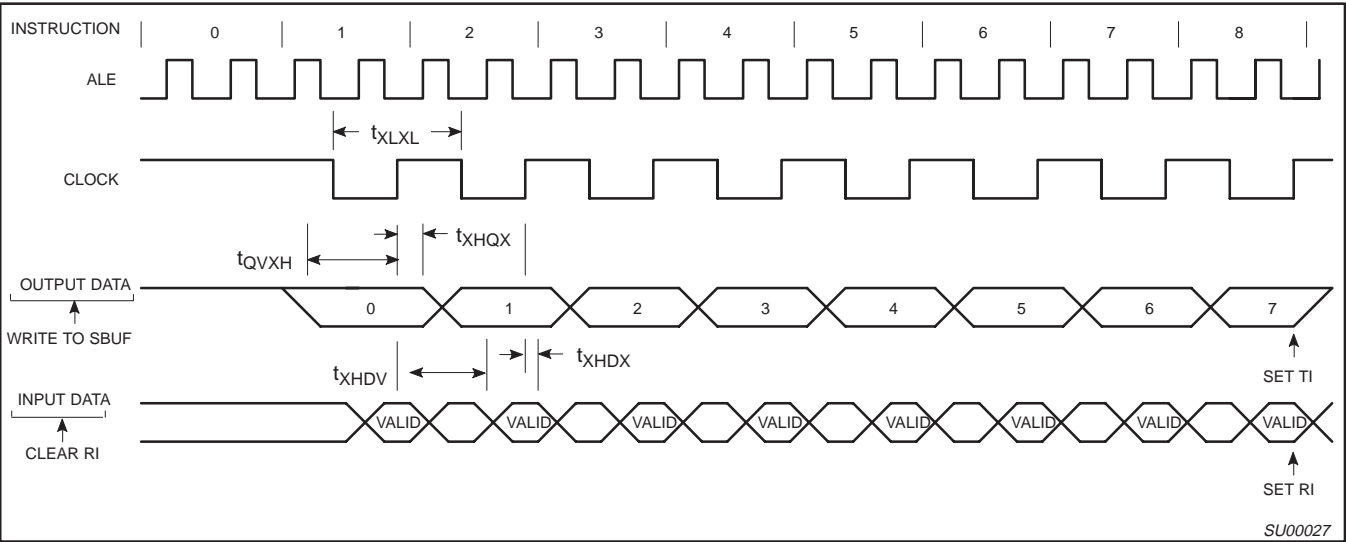 INSTRUCTION 0 1 2 3 4 5 6 7 8
ALE
tXLXL
CLOCK
tXHQX
tQVXH
OUTPUT DATA
0 1 2 3 4 5 6 7
WRITE TO SBUF
tXHDX
tXHDV
SET TI
INPUT DATA
VALID VALID VALID VALID VALID VALID VALID VALID
CLEAR RI
SET RI
SU00027